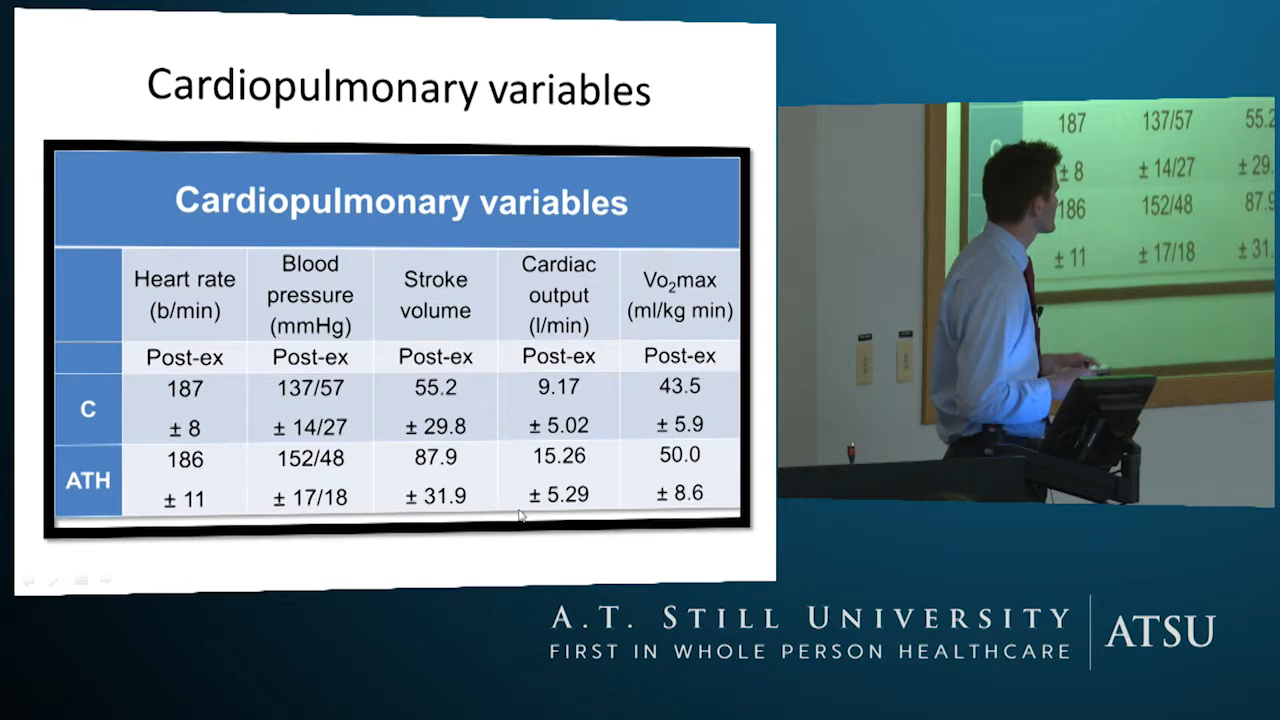 Cardiopulmonary variables
Cardiopulmonary variables
Heart rate (b/min) Blood pressure (mmHg) Stroke volume Cardiac output (l/min) Vo₂max (ml/kg min)
Post-ex Post-ex Post-ex Post-ex Post-ex
C 187 ± 8 137/57 ± 14/27 55.2 ± 29.8 9.17 ± 5.02 43.5 ± 5.9
ATH 186 ± 11 152/48 ± 17/18 87.9 ± 31.9 15.26 ± 5.29 50.0 ± 8.6
187 137/57 55.2
± 8 ± 14/27 ± 29.
186 152/48 87.9
± 11 ± 17/18 ± 31.
A.T. STILL UNIVERSITY
FIRST IN WHOLE PERSON HEALTHCARE
ATSU